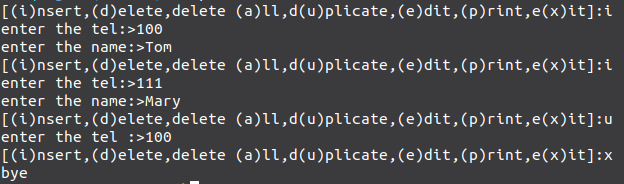 [(i)nsert,(d)elete,delete (a)ll,d(u)plicate,(e)dit,(p)rint,e(x)it]:i
enter the tel:>100
enter the name:>Tom
[(i)nsert,(d)elete,delete (a)ll,d(u)plicate,(e)dit,(p)rint,e(x)it]:i
enter the tel:>111
enter the name:>Mary
[(i)nsert,(d)elete,delete (a)ll,d(u)plicate,(e)dit,(p)rint,e(x)it]:u
enter the tel :>100
[(i)nsert,(d)elete,delete (a)ll,d(u)plicate,(e)dit,(p)rint,e(x)it]:x
bye